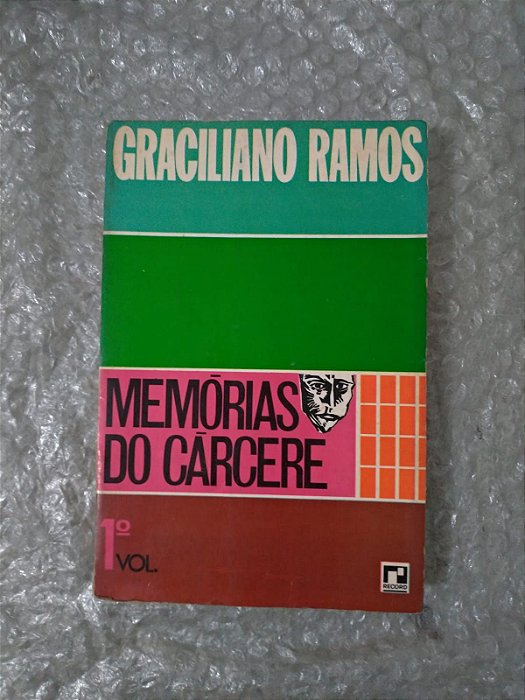 GRACILIANO RAMOS
MEMÓRIAS
DO CÁRCERE
1º VOL.
RECORD